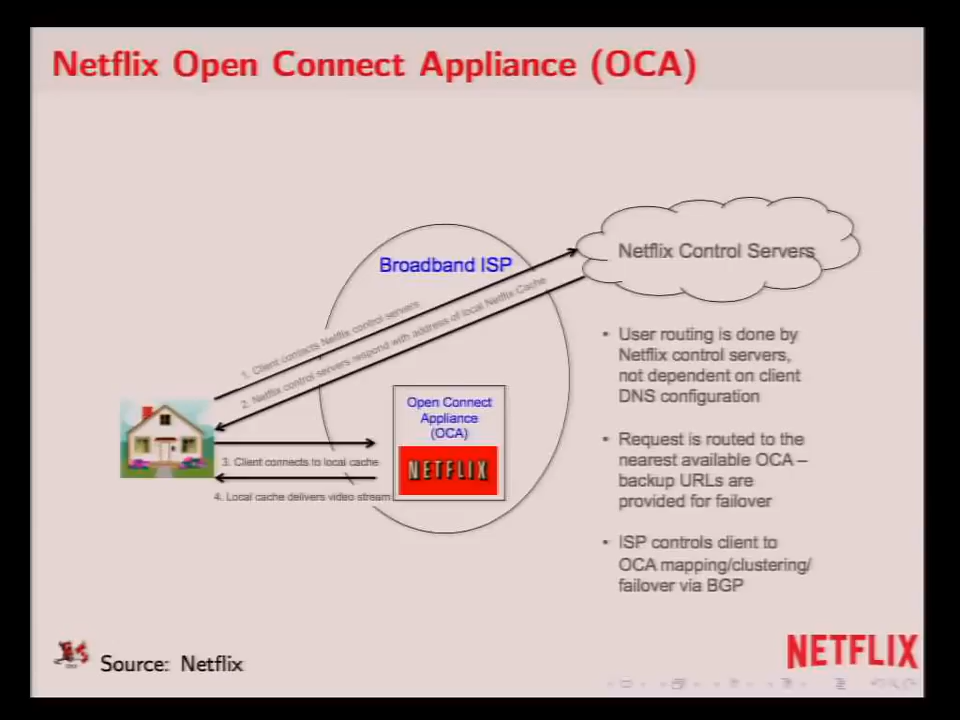 Netflix Open Connect Appliance (OCA)
Broadband ISP
Netflix Control Servers
1. Client contacts Netflix control servers
2. Netflix control servers respond with address of local Netflix Cache
Open Connect
Appliance
(OCA)
NETFLIX
3. Client connects to local cache
4. Local cache delivers video stream
• User routing is done by
Netflix control servers,
not dependent on client
DNS configuration
• Request is routed to the
nearest available OCA –
backup URLs are
provided for failover
• ISP controls client to
OCA mapping/clustering/
failover via BGP
Source: Netflix
NETFLIX